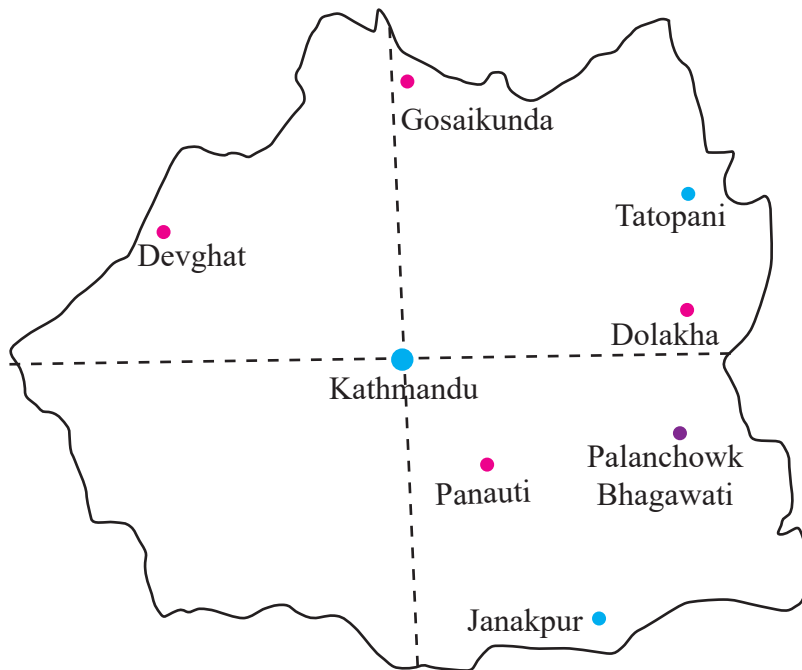 Gosaikunda
Tatopani
Devghat
Dolakha
Kathmandu
Palanchowk
Bhagawati
Panauti
Janakpur